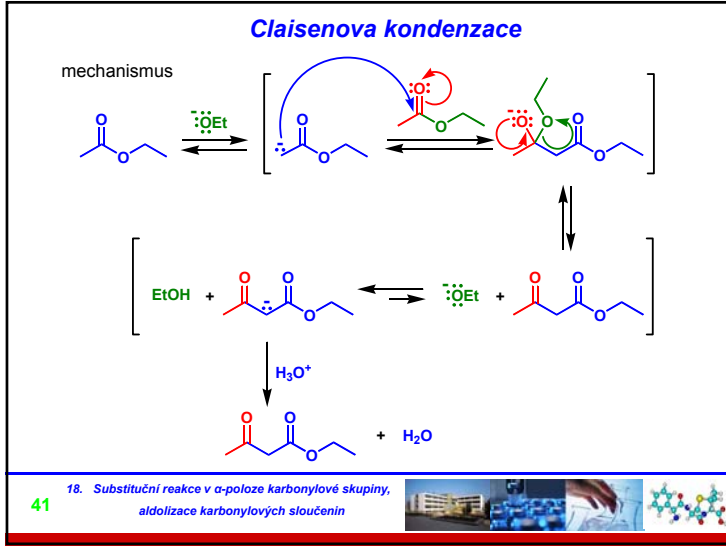 Claisenova kondenzace
mechanismus
O
O
-
:OEt
O
O
O
O
O
O
O
O
EtOH + O O O
-
:OEt + O O O
H3O+
O O O + H2O
41
18. Substituční reakce v α-poloze karbonylové skupiny,
aldolizace karbonylových sloučenin